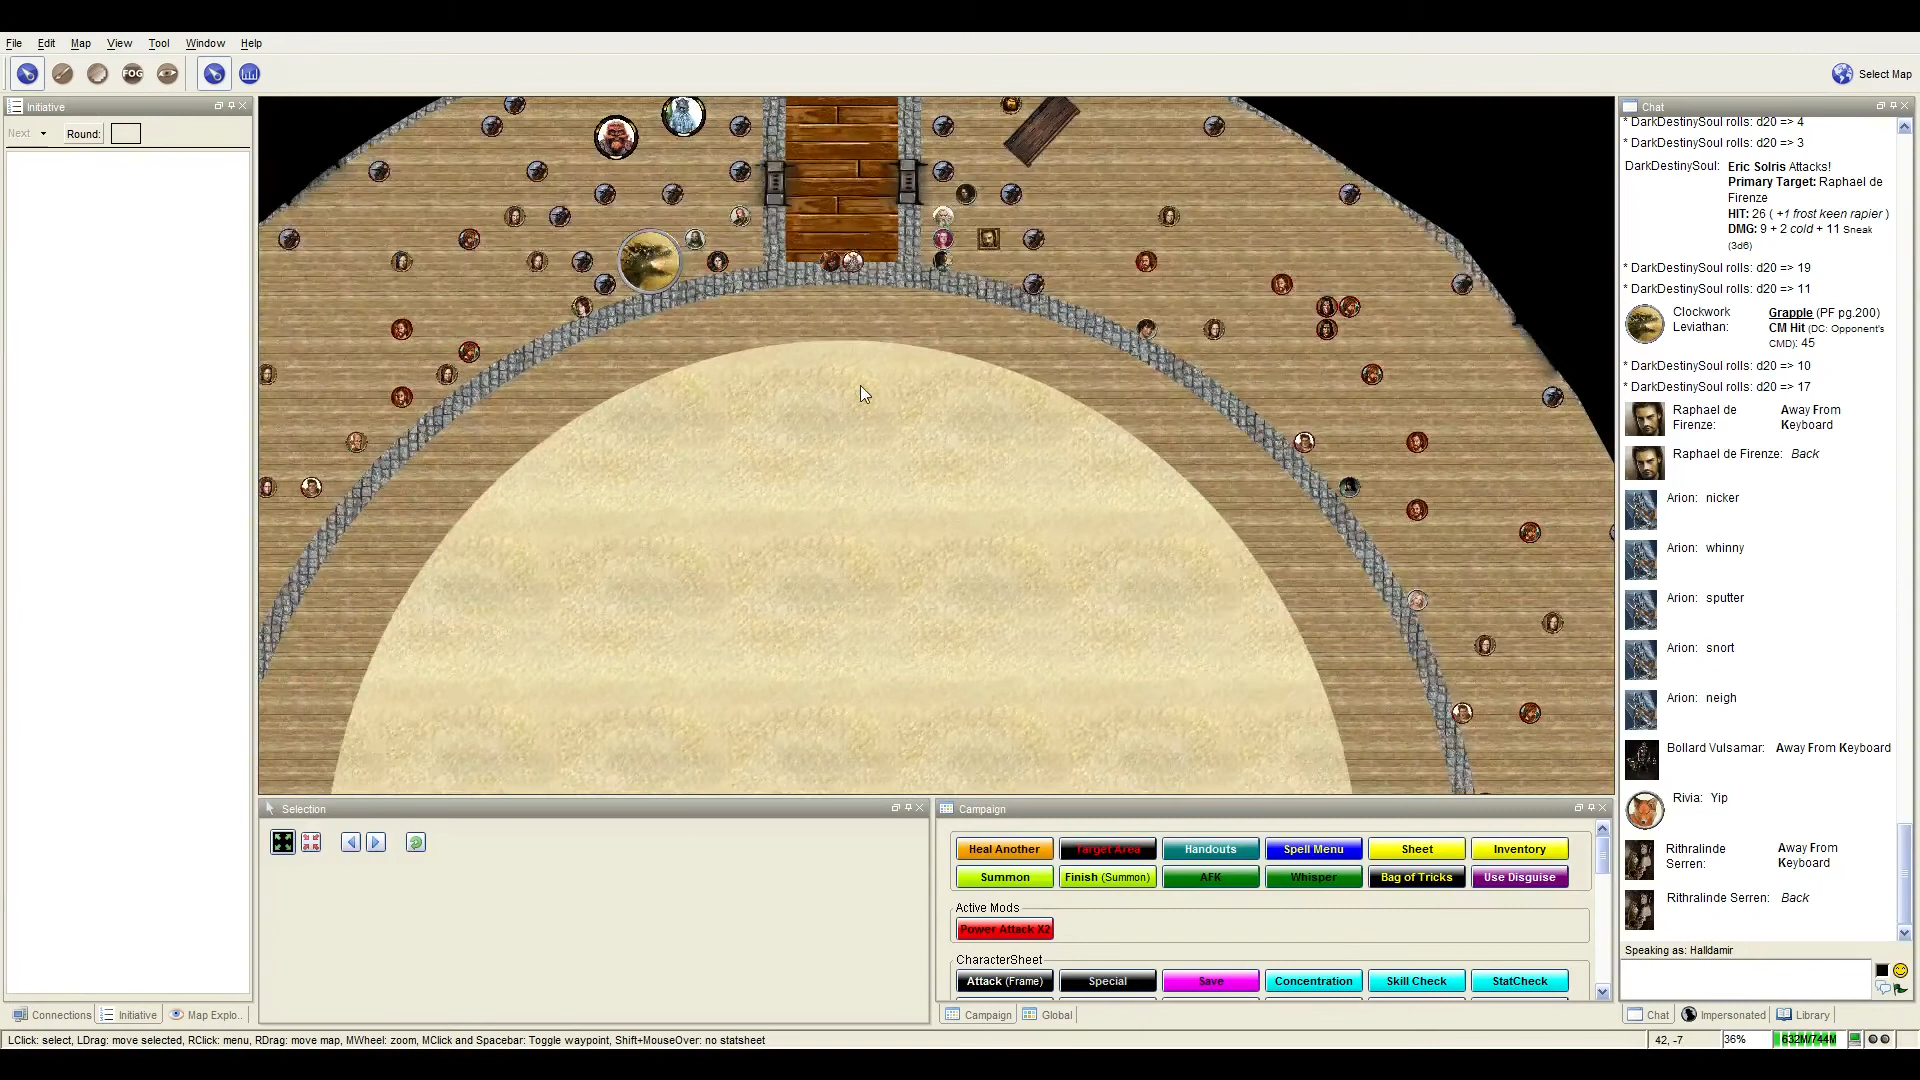 File Edit Map View Tool Window Help
FOG
Select Map
Initiative
Next
Round:
Chat
* DarkDestinySoul rolls: d20 => 4
* DarkDestinySoul rolls: d20 => 3
DarkDestinySoul: Eric Solris Attacks!
Primary Target: Raphael de
Firenze
HIT: 26 ( +1 frost keen rapier )
DMG: 9 + 2 cold + 11 Sneak
(3d6)
* DarkDestinySoul rolls: d20 => 19
* DarkDestinySoul rolls: d20 => 11
Clockwork Grapple (PF pg.200)
Leviathan: CM Hit (DC: Opponent's
CMD): 45
* DarkDestinySoul rolls: d20 => 10
* DarkDestinySoul rolls: d20 => 17
Raphael de Away From
Firenze: Keyboard
Raphael de Firenze: Back
Arion: nicker
Arion: whinny
Arion: sputter
Arion: snort
Arion: neigh
Bollard Vulsamar: Away From Keyboard
Rivia: Yip
Rithralinde Away From
Serren: Keyboard
Rithralinde Serren: Back
Speaking as: Halldamir
Selection
Campaign
Heal Another Target Area Handouts Spell Menu Sheet Inventory
Summon Finish (Summon) AFK Whisper Bag of Tricks Use Disguise
Active Mods
Power Attack X2
CharacterSheet
Attack (Frame) Special Save Concentration Skill Check StatCheck
Connections Initiative Map Explo..
Campaign Global
Chat Impersonated Library
LClick: select, LDrag: move selected, RClick: menu, RDrag: move map, MWheel: zoom, MClick and Spacebar: Toggle waypoint, Shift+MouseOver: no statsheet
42, -7 36% 632M/744M